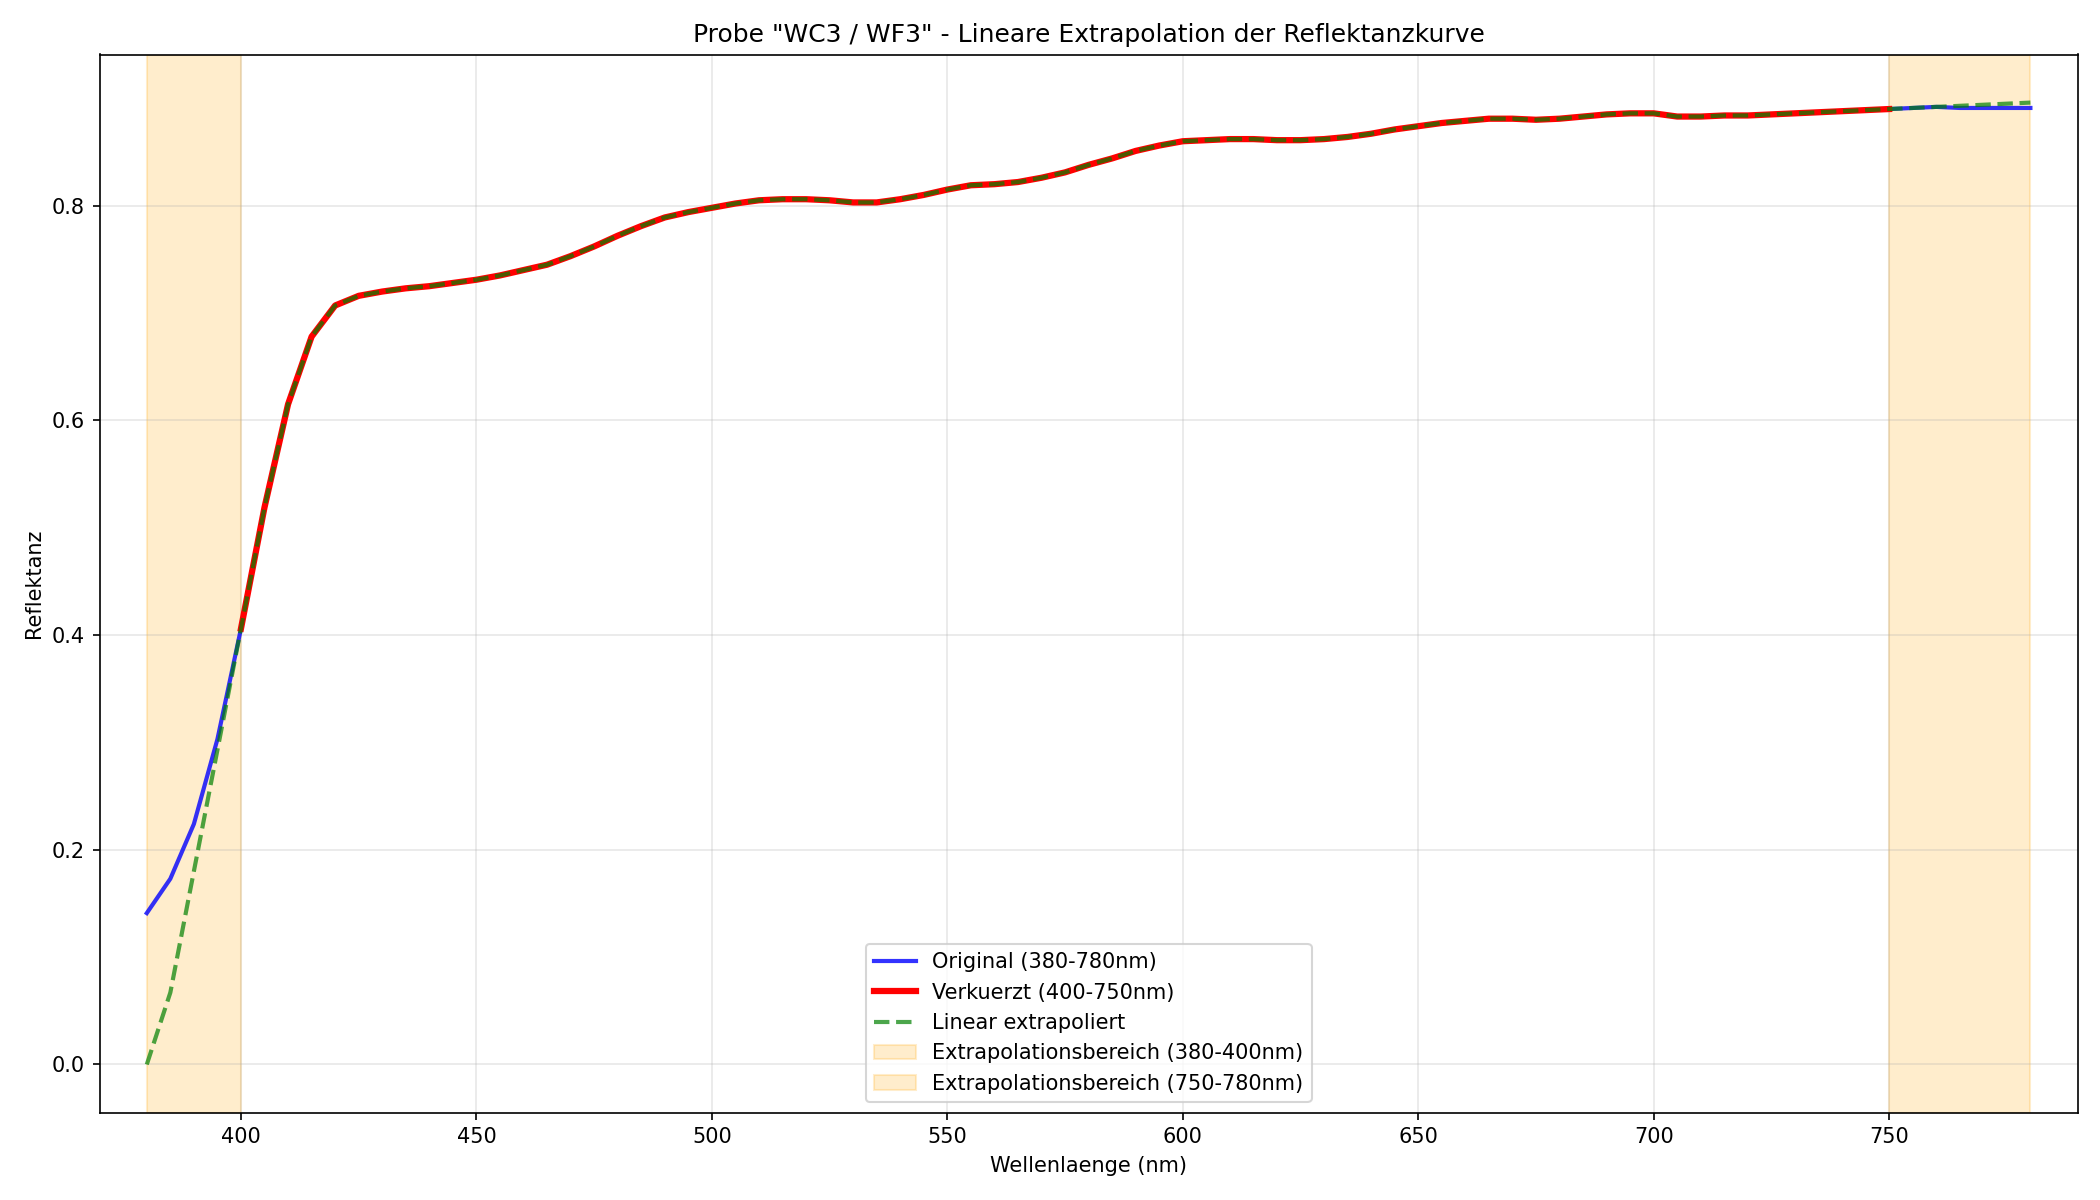 Probe "WC3 / WF3" - Lineare Extrapolation der Reflektanzkurve
Reflektanz
0.8
0.6
0.4
0.2
0.0
Original (380-780nm)
Verkuerzt (400-750nm)
Linear extrapoliert
Extrapolationsbereich (380-400nm)
Extrapolationsbereich (750-780nm)
400 450 500 550 600 650 700 750
Wellenlaenge (nm)